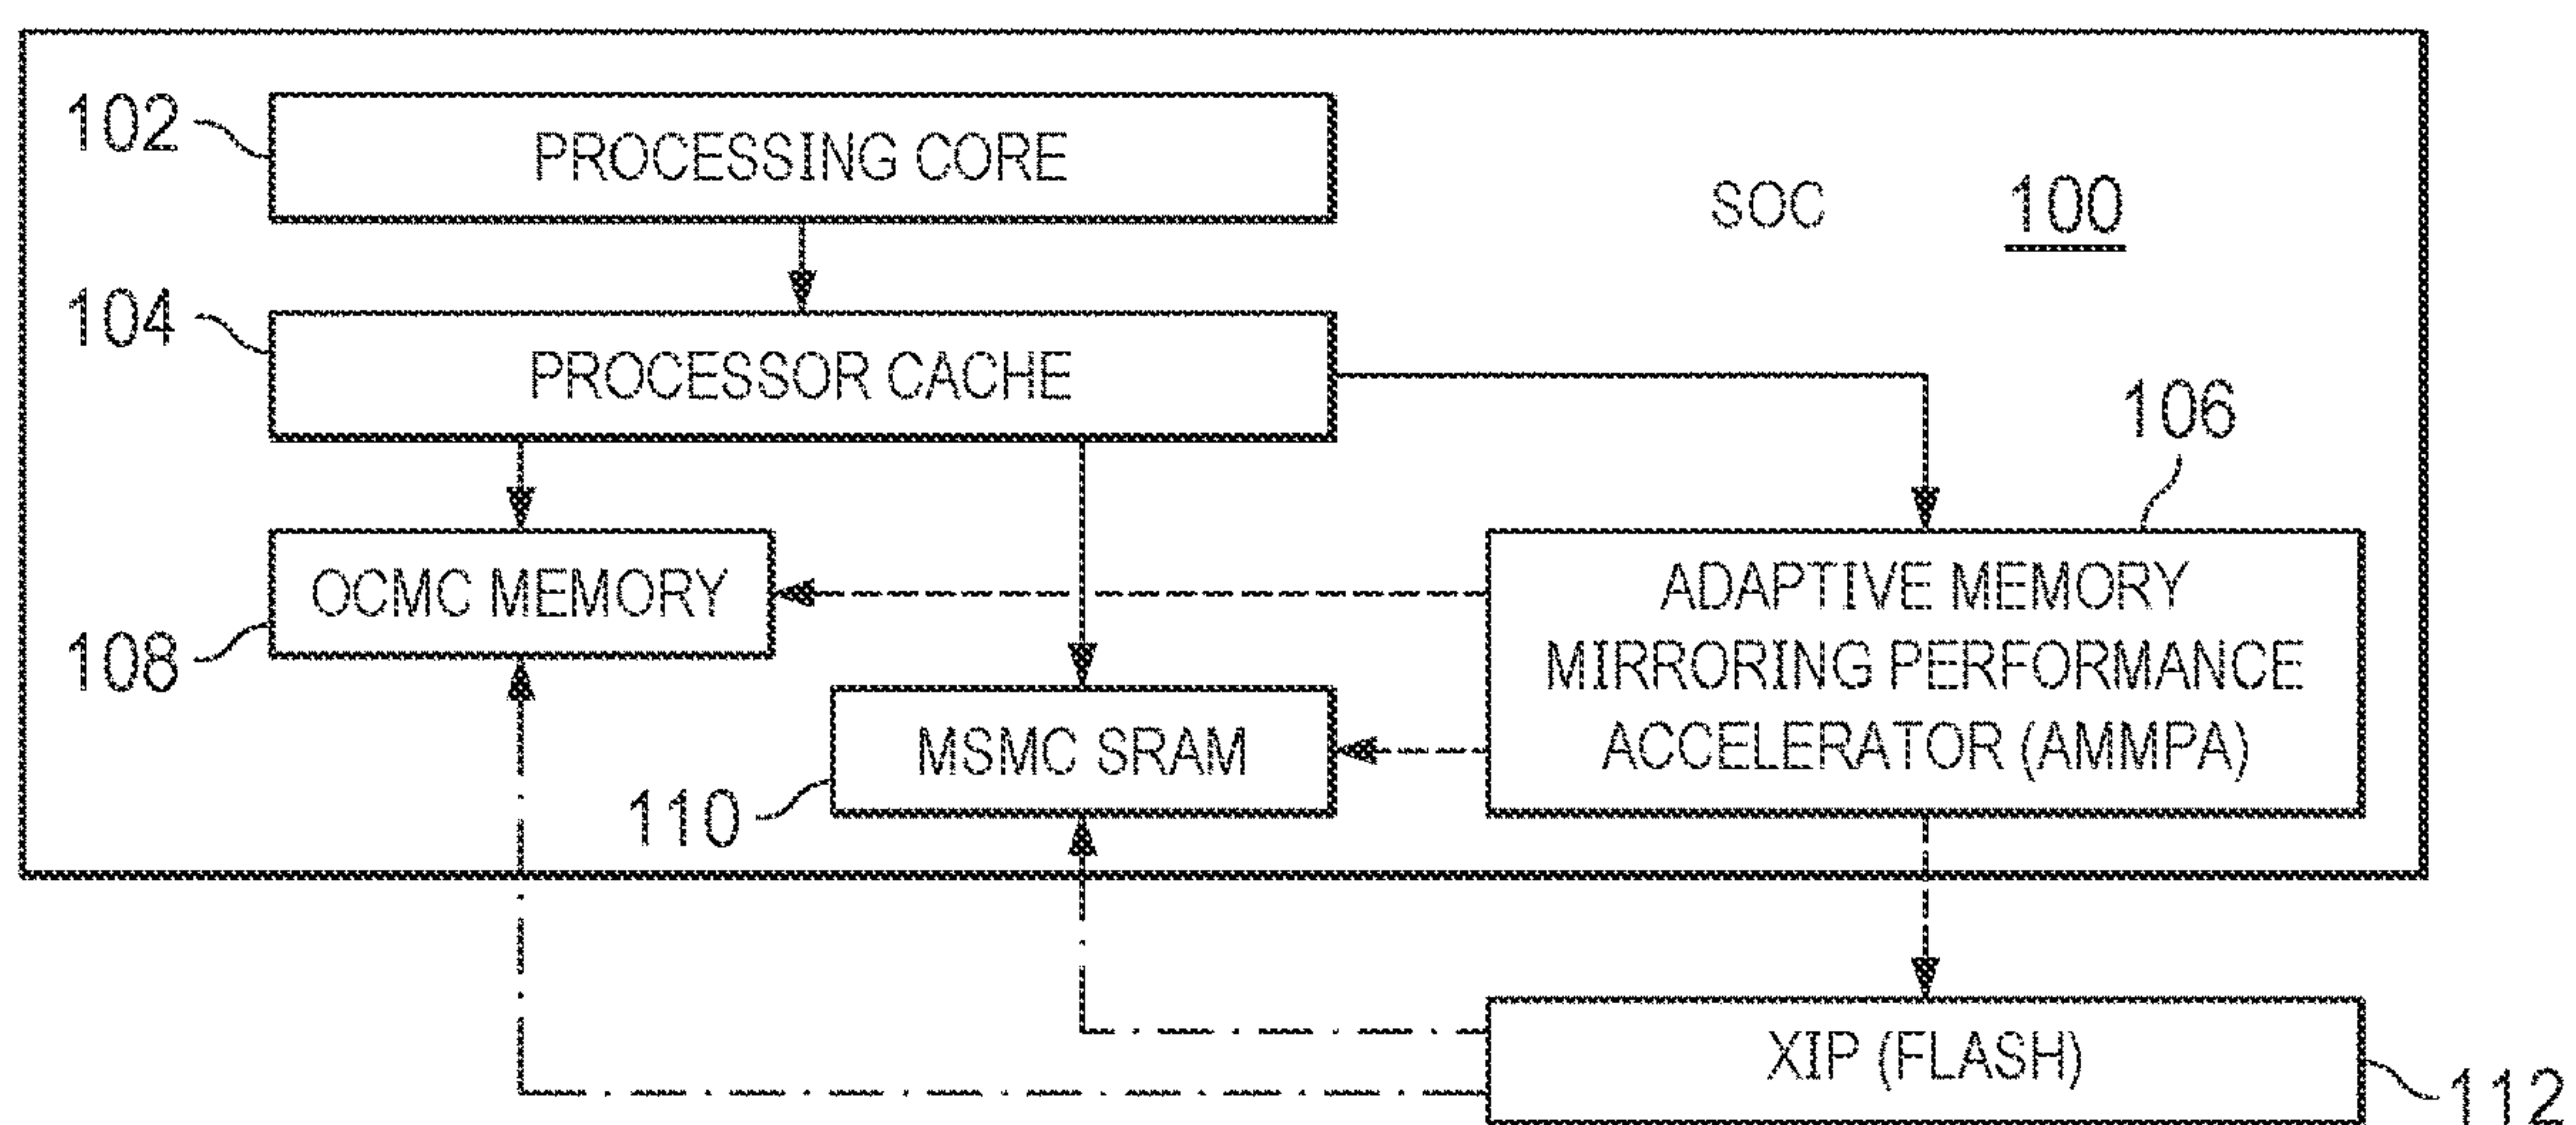 102
PROCESSING CORE
SOC 100
104
PROCESSOR CACHE
106
OCMC MEMORY
108
ADAPTIVE MEMORY
MIRRORING PERFORMANCE
ACCELERATOR (AMMPA)
MSMC SRAM
110
XIP (FLASH)
112